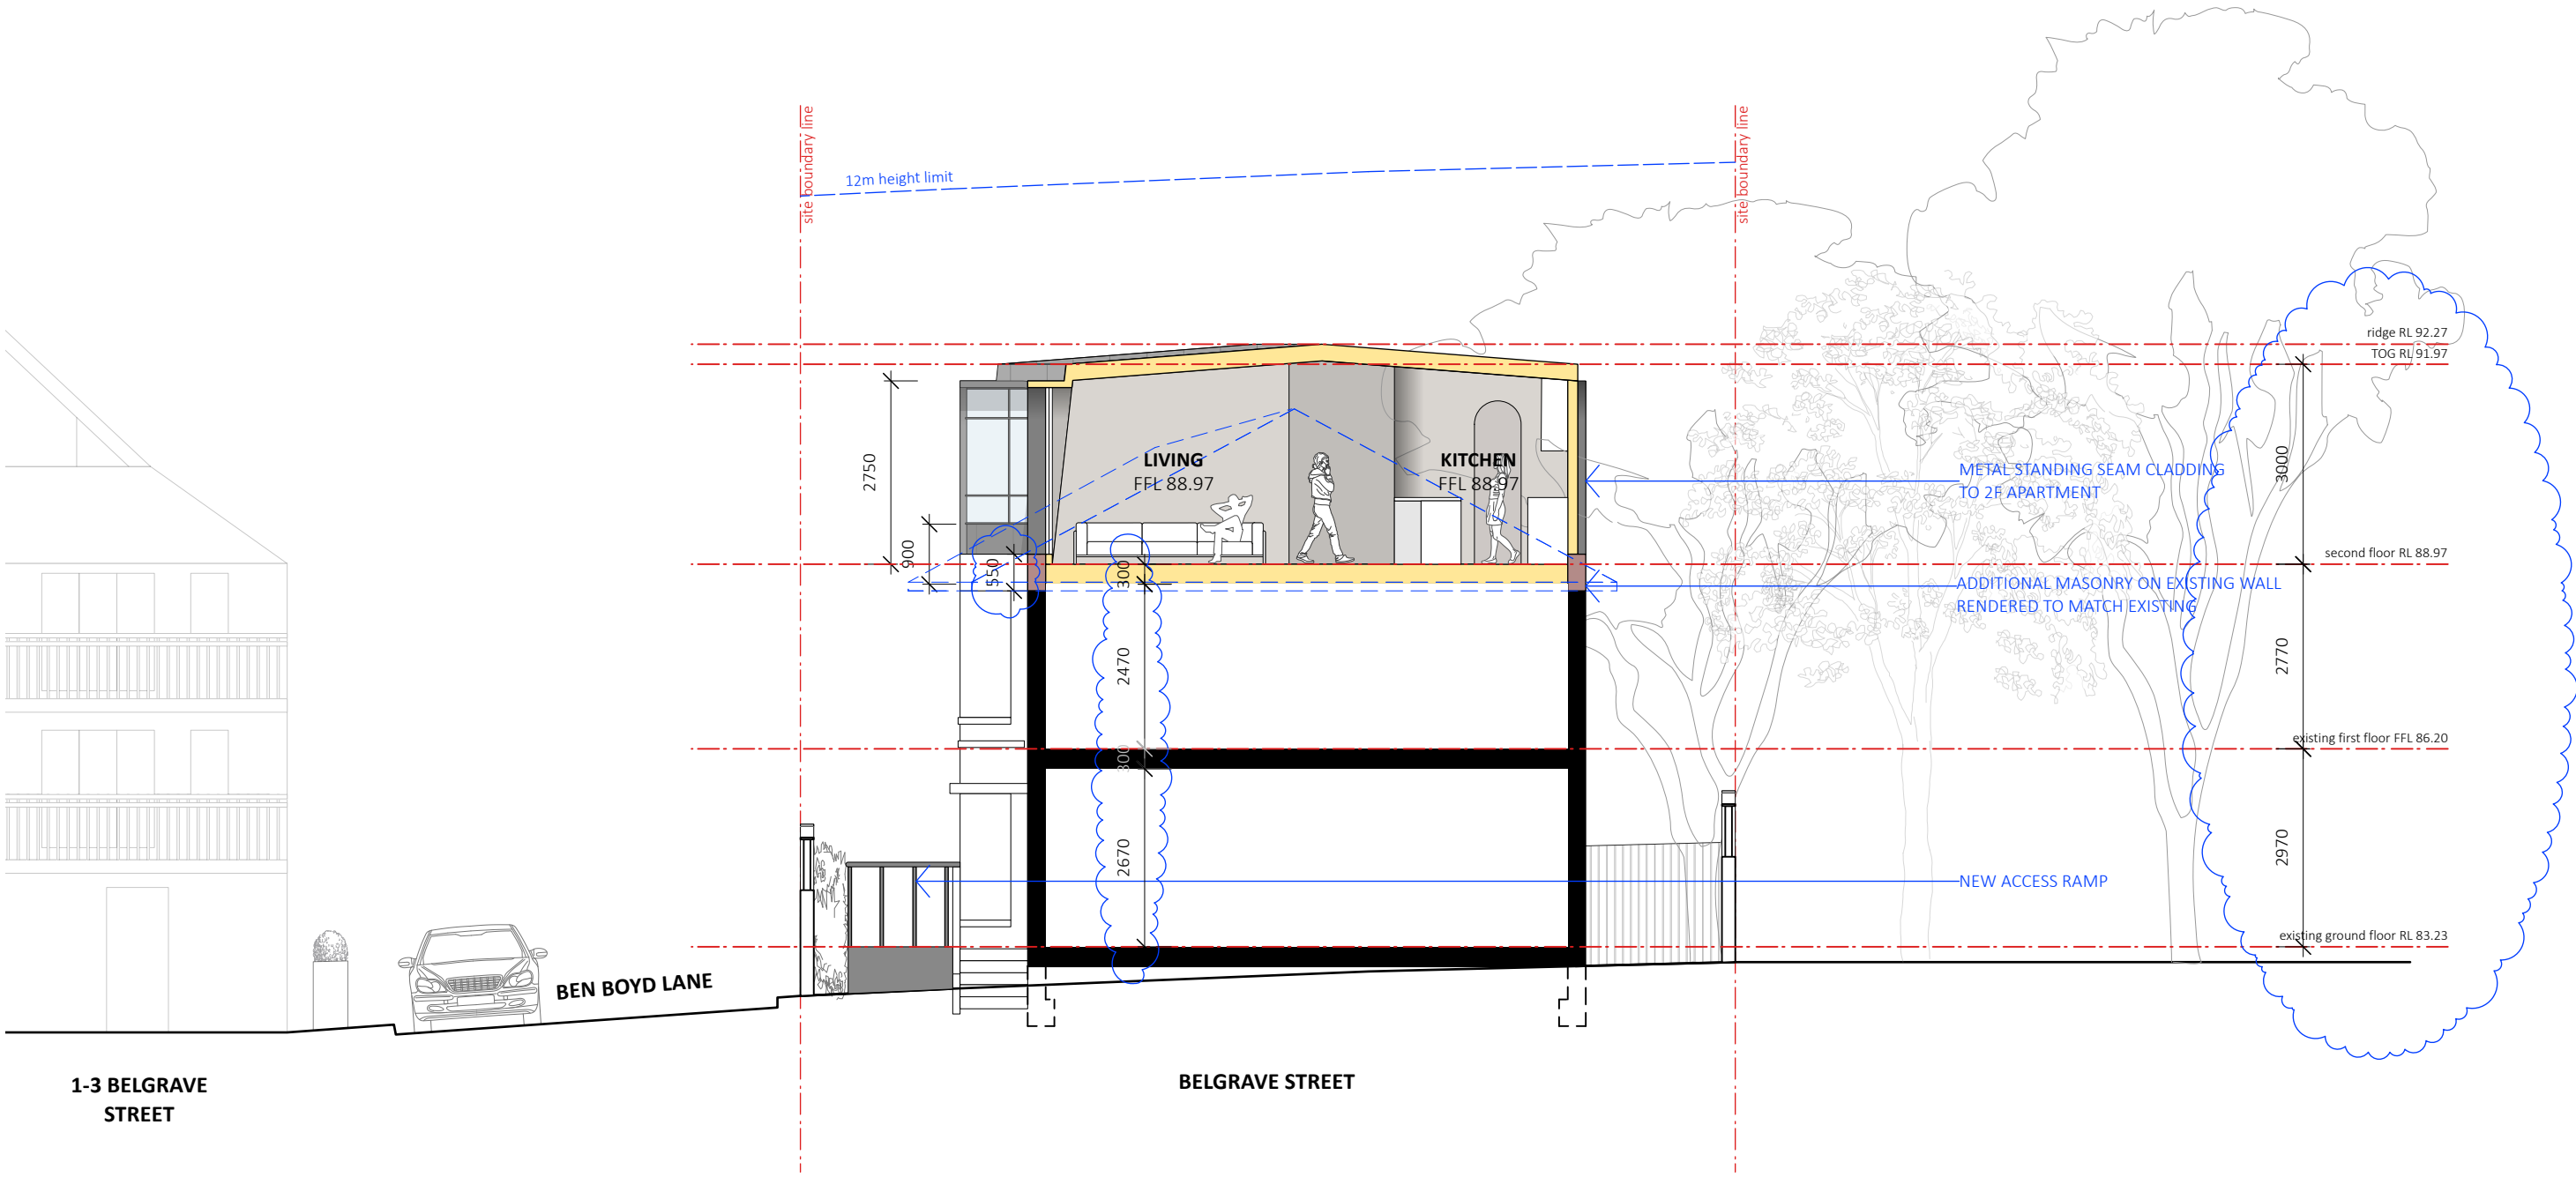 site boundary line
site boundary line
12m height limit
ridge RL 92.27
TOG RL 91.97
2750
LIVING
FFL 88.97
KITCHEN
FFL 88.97
METAL STANDING SEAM CLADDING
TO 2F APARTMENT
3000
900
550
300
second floor RL 88.97
ADDITIONAL MASONRY ON EXISTING WALL
RENDERED TO MATCH EXISTING
2470
2770
300
existing first floor FFL 86.20
2670
2970
NEW ACCESS RAMP
existing ground floor RL 83.23
BEN BOYD LANE
1-3 BELGRAVE
STREET
BELGRAVE STREET